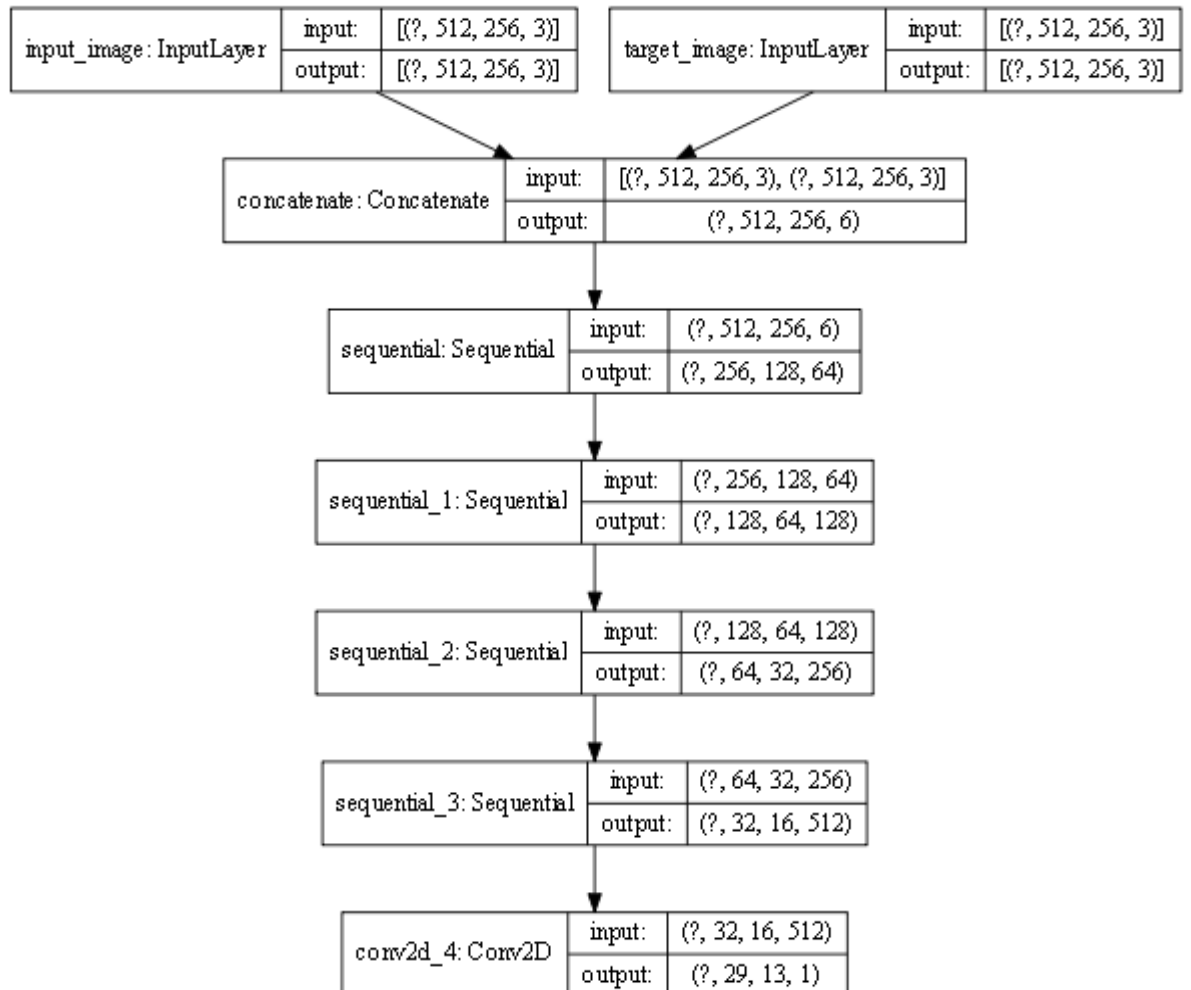 input_image: InputLayer
input: [(?, 512, 256, 3)]
output: [(?, 512, 256, 3)]
target_image: InputLayer
input: [(?, 512, 256, 3)]
output: [(?, 512, 256, 3)]
concatenate: Concatenate
input: [(?, 512, 256, 3), (?, 512, 256, 3)]
output: (?, 512, 256, 6)
sequential: Sequential
input: (?, 512, 256, 6)
output: (?, 256, 128, 64)
sequential_1: Sequential
input: (?, 256, 128, 64)
output: (?, 128, 64, 128)
sequential_2: Sequential
input: (?, 128, 64, 128)
output: (?, 64, 32, 256)
sequential_3: Sequential
input: (?, 64, 32, 256)
output: (?, 32, 16, 512)
conv2d_4: Conv2D
input: (?, 32, 16, 512)
output: (?, 29, 13, 1)